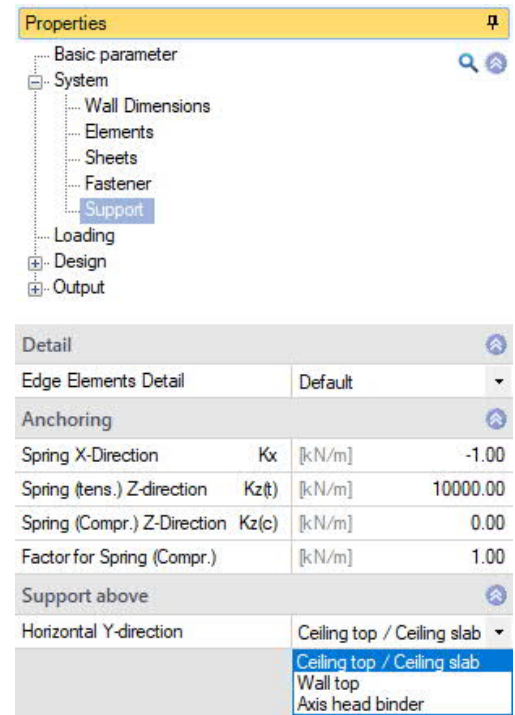 Properties
Basic parameter
System
Wall Dimensions
Elements
Sheets
Fastener
Support
Loading
Design
Output
Detail
Edge Elements Detail Default
Anchoring
Spring X-Direction Kx [kN/m] -1.00
Spring (tens.) Z-direction Kz(t) [kN/m] 10000.00
Spring (Compr.) Z-Direction Kz(c) [kN/m] 0.00
Factor for Spring (Compr.) [kN/m] 1.00
Support above
Horizontal Y-direction Ceiling top / Ceiling slab
Ceiling top / Ceiling slab
Wall top
Axis head binder